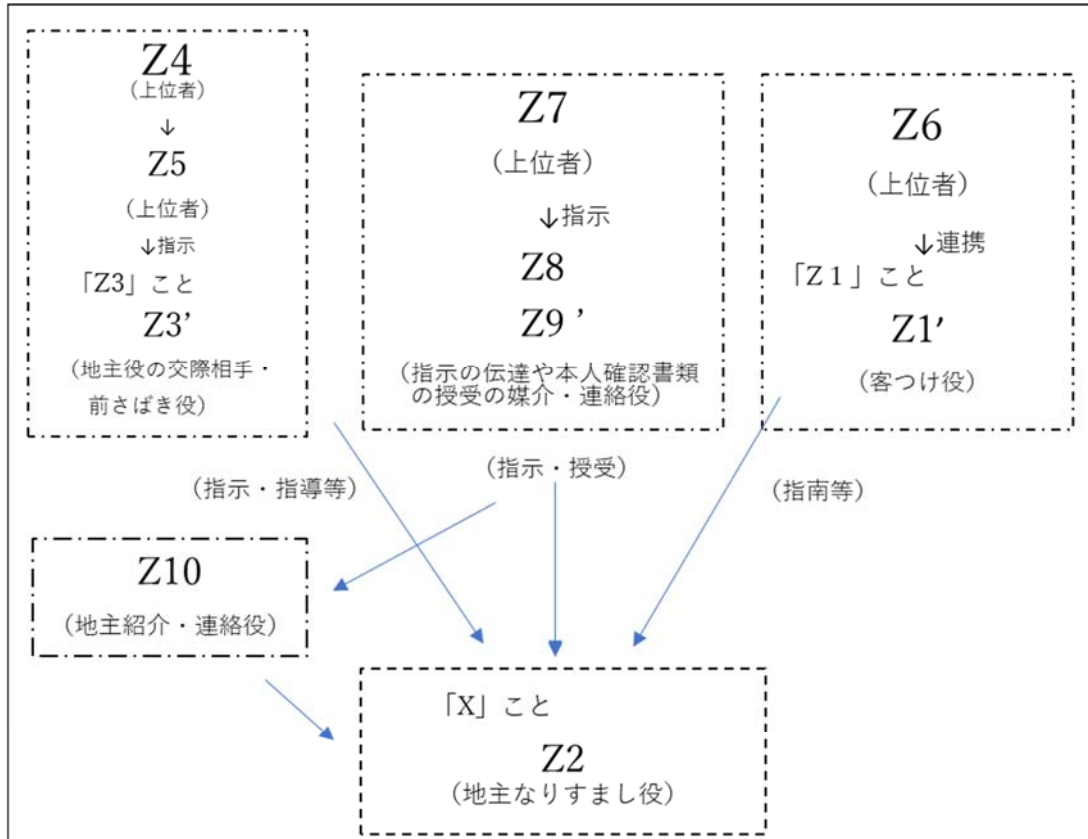 Z4
(上位者)
↓
Z5
(上位者)
↓指示
「Z3」こと
Z3’
(地主役の交際相手・
前さばき役)
Z7
(上位者)
↓指示
Z8
Z9 ’
(指示の伝達や本人確認書類
の授受の媒介・連絡役)
Z6
(上位者)
↓連携
「Z１」こと
Z1’
(客つけ役)
(指示・指導等)
(指示・授受)
(指南等)
Z10
(地主紹介・連絡役)
「X」こと
Z2
(地主なりすまし役)